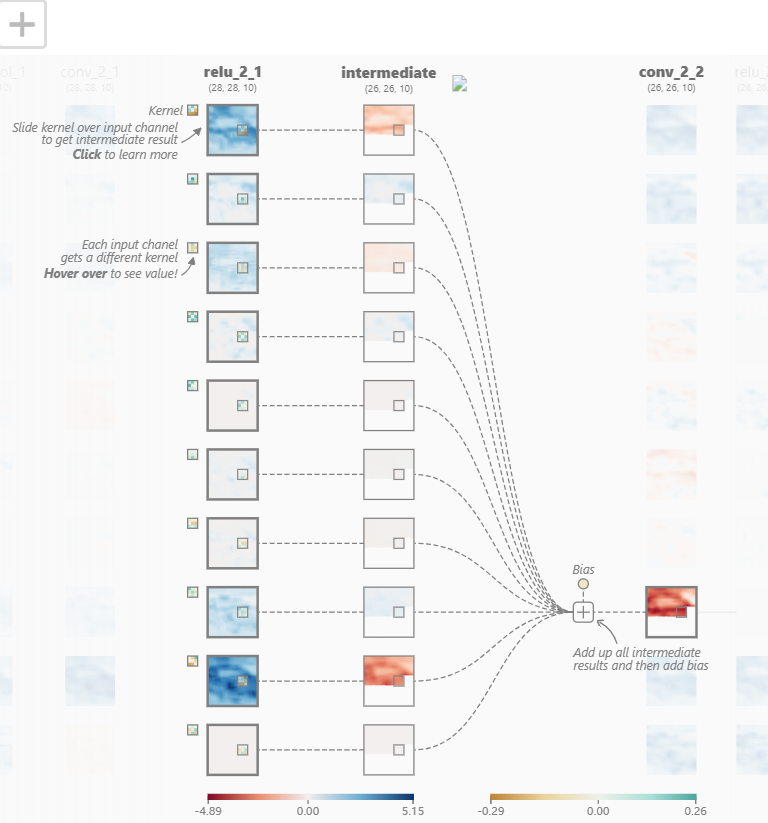 ol_1 conv_2_1 relu_2_1 intermediate conv_2_2 relu_
(28, 28, 10) (26, 26, 10) (26, 26, 10)
Kernel
Slide kernel over input channel
to get intermediate result
Click to learn more
Each input chanel
gets a different kernel
Hover over to see value!
Bias
Add up all intermediate
results and then add bias
-4.89 0.00 5.15 -0.29 0.00 0.26